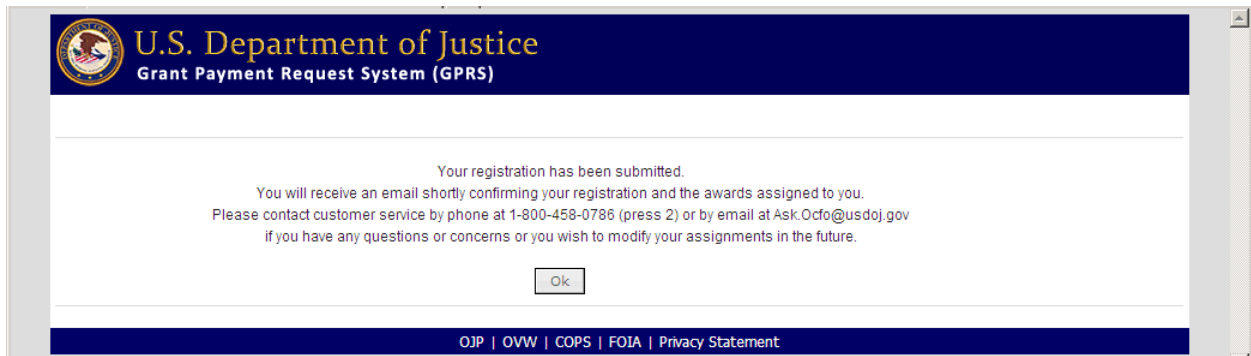 U.S. Department of Justice
Grant Payment Request System (GPRS)
Your registration has been submitted.
You will receive an email shortly confirming your registration and the awards assigned to you.
Please contact customer service by phone at 1-800-458-0786 (press 2) or by email at Ask.Ocfo@usdoj.gov
if you have any questions or concerns or you wish to modify your assignments in the future.
Ok
OJP | OVW | COPS | FOIA | Privacy Statement